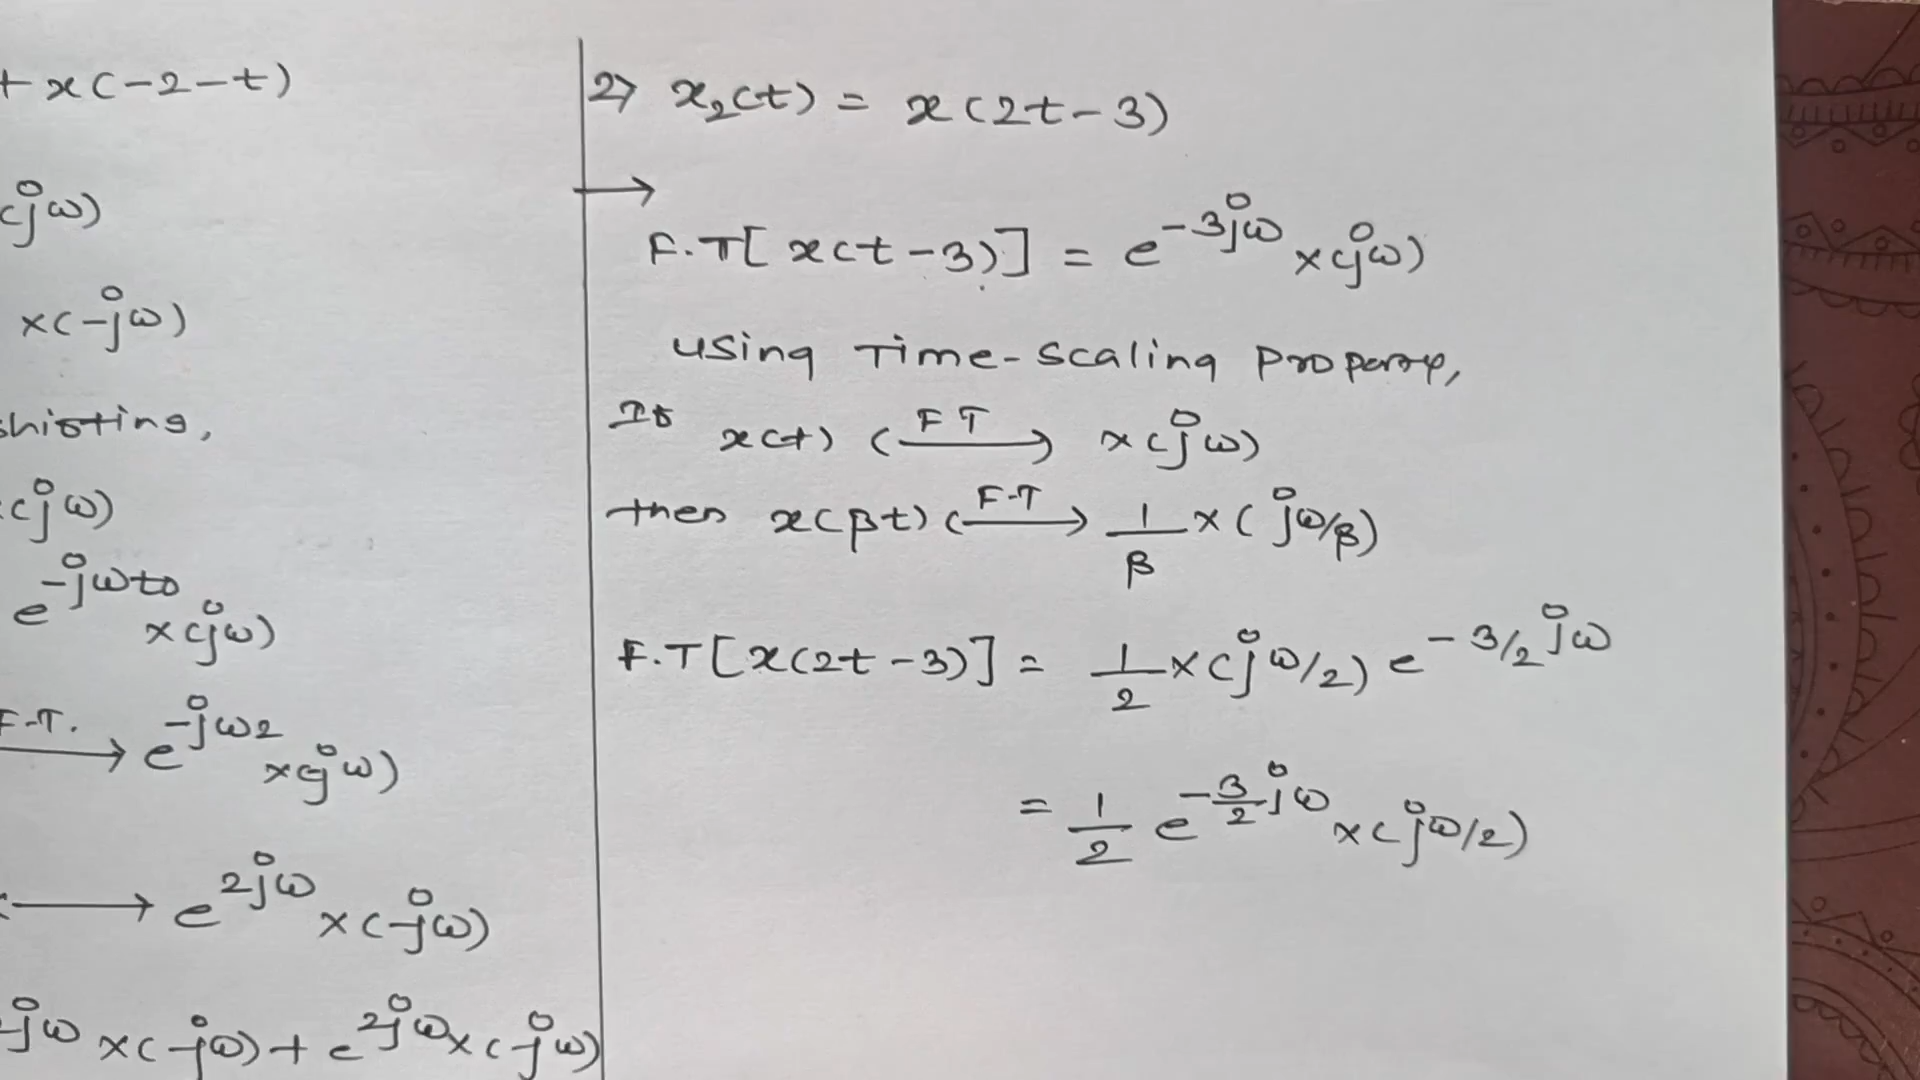 + x(-2-t)
(jω)
x(-jω)
shifting,
(jω)
e^{-jωto} x(jω)
F.T. → e^{-jω2} x(jω)
⟷ e^{2jω} x(-jω)
jω x(-jω) + e^{2jω} x(-jω)
2) x₂(t) = x(2t-3)
→
F.T[x(t-3)] = e^{-3jω} x(jω)
using Time-scaling Property,
If x(t) ⟷ FT x(jω)
then x(βt) ⟷ F.T 1/β x(jω/β)
F.T[x(2t-3)] = 1/2 x(jω/2) e^{-3/2 jω}
= 1/2 e^{-3/2 jω} x(jω/2)